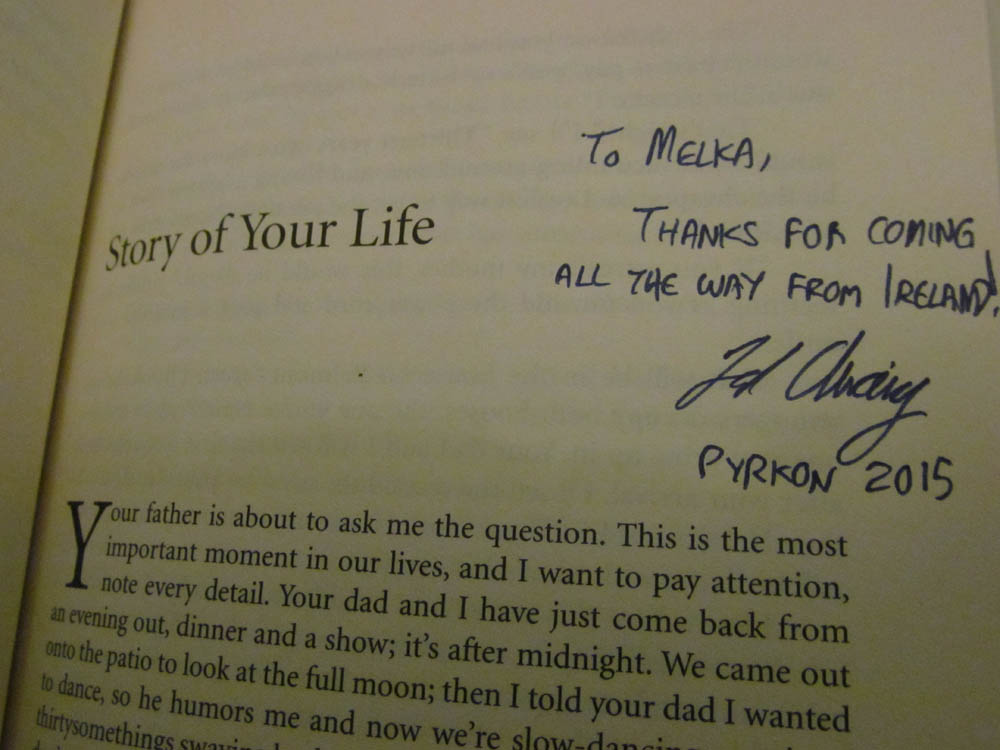 To MELKA,
THANKS FOR COMING
ALL THE WAY FROM IRELAND!
Ted Chiang
PYRKON 2015
Story of Your Life
Your father is about to ask me the question. This is the most
important moment in our lives, and I want to pay attention,
note every detail. Your dad and I have just come back from
an evening out, dinner and a show; it's after midnight. We came out
onto the patio to look at the full moon; then I told your dad I wanted
to dance, so he humors me and now we're slow-dancing
thirtysomethings